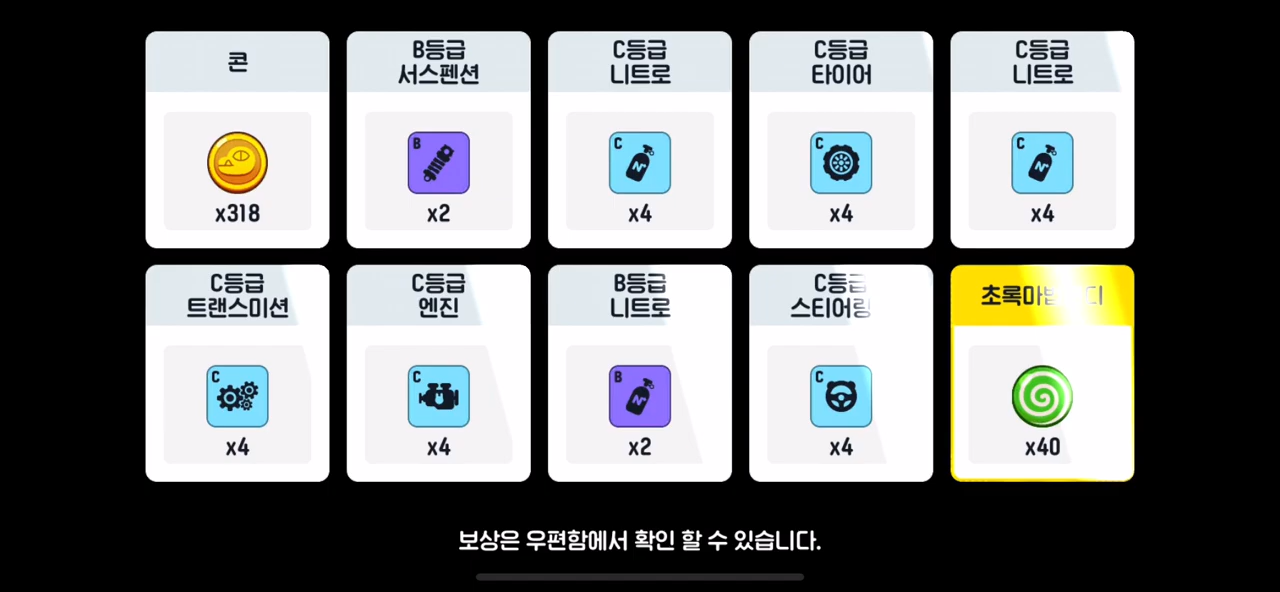 콘
B등급
서스펜션
C등급
니트로
C등급
타이어
C등급
니트로
x318
B
x2
C
N
x4
C
x4
C
N
x4
C등급
트랜스미션
C등급
엔진
B등급
니트로
C등급
스티어링
C
x4
C
x4
B
N
x2
C
x4
x40
보상은 우편함에서 확인 할 수 있습니다.